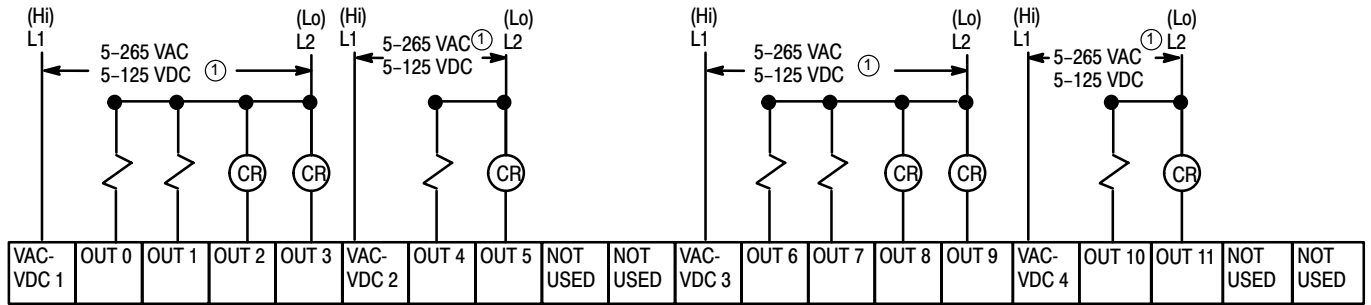 (Hi)
L1
5–265 VAC
5–125 VDC ①
(Lo)
L2
(Hi)
L1
5–265 VAC ①
5–125 VDC
(Lo)
L2
(Hi)
L1
5–265 VAC
5–125 VDC ①
(Lo)
L2
(Hi)
L1
5–265 VAC ①
5–125 VDC
(Lo)
L2
CR CR CR CR CR CR
VAC-
VDC 1
OUT 0
OUT 1
OUT 2
OUT 3
VAC-
VDC 2
OUT 4
OUT 5
NOT
USED
NOT
USED
VAC-
VDC 3
OUT 6
OUT 7
OUT 8
OUT 9
VAC-
VDC 4
OUT 10
OUT 11
NOT
USED
NOT
USED